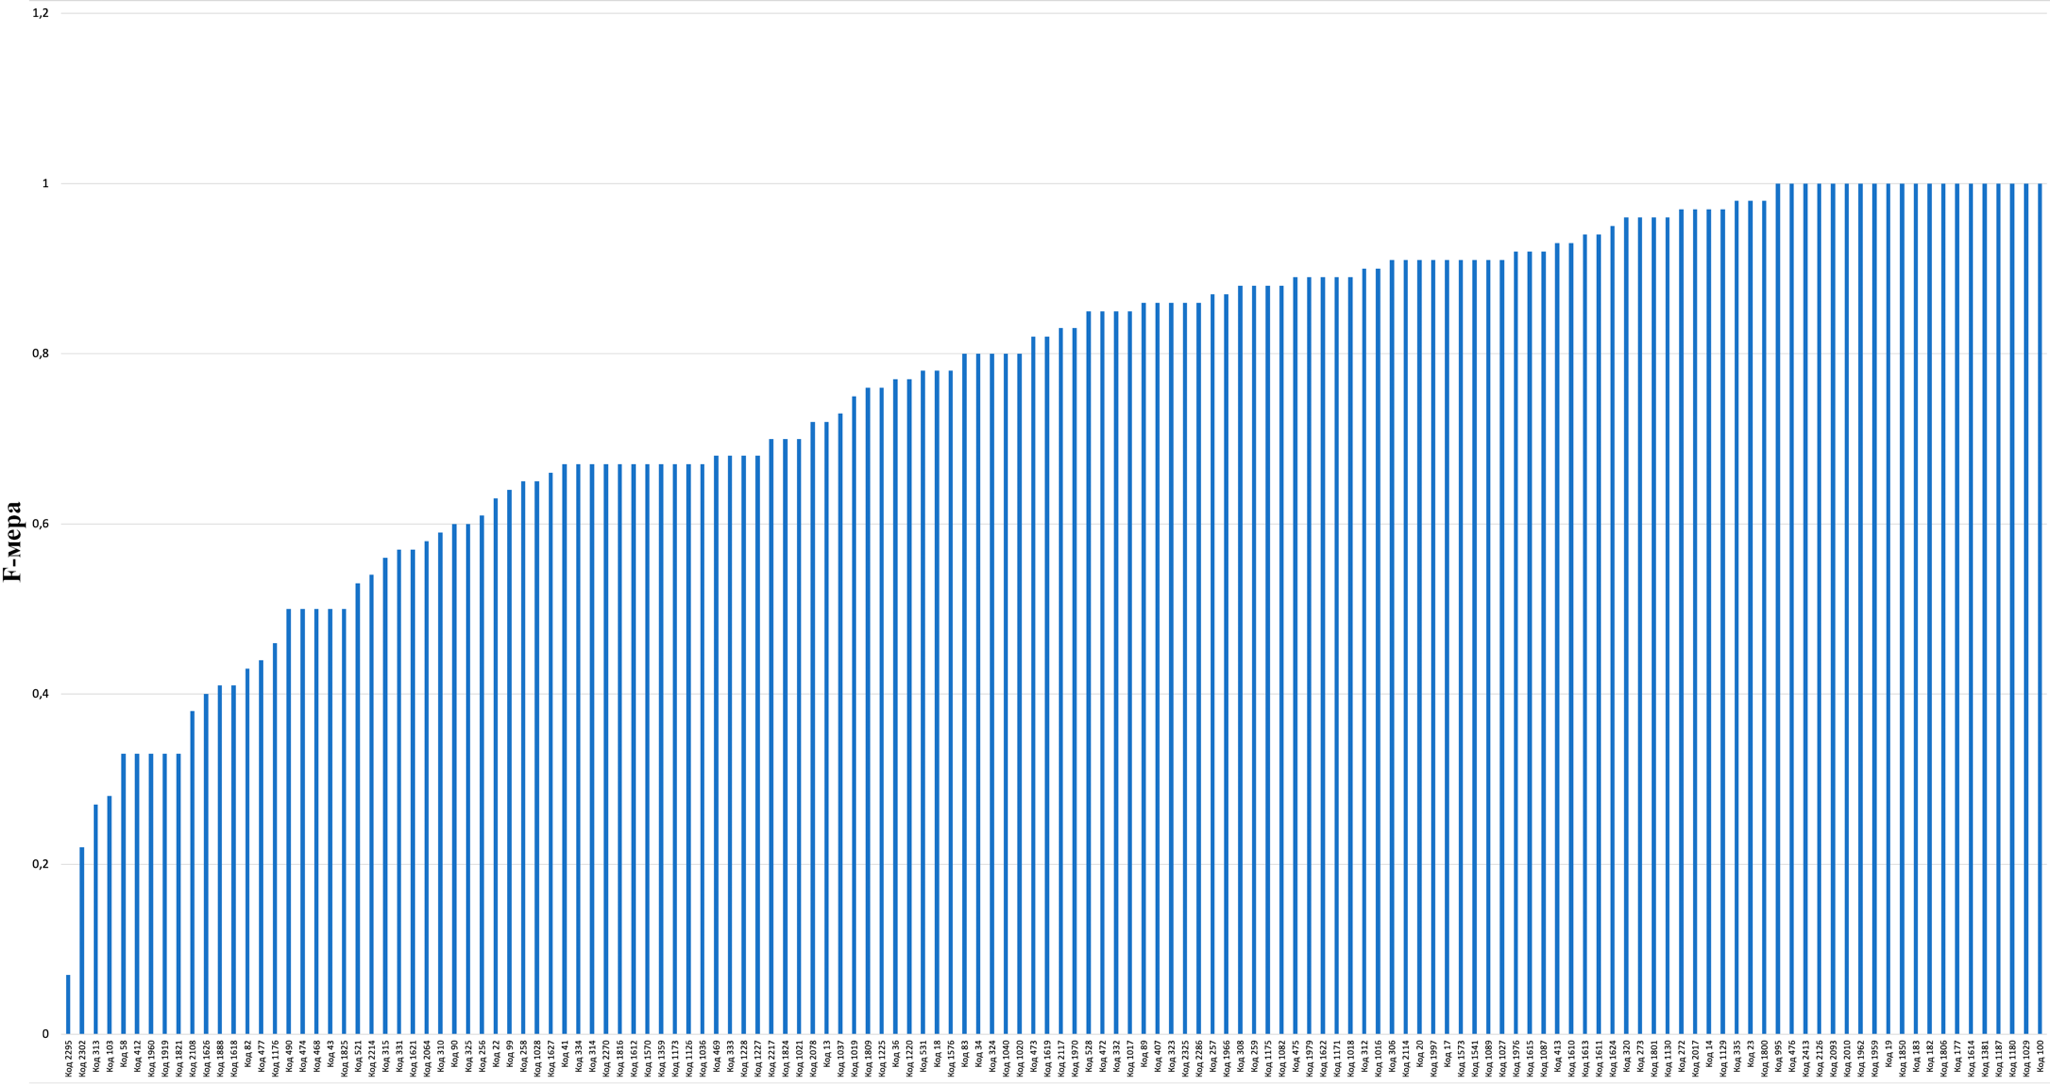 1,2
1
0,8
0,6
0,4
0,2
0
F-мера
Код 2295
Код 2302
Код 313
Код 103
Код 58
Код 412
Код 1960
Код 1919
Код 1821
Код 2108
Код 1626
Код 1888
Код 1618
Код 82
Код 477
Код 1176
Код 490
Код 474
Код 468
Код 43
Код 1825
Код 521
Код 2214
Код 315
Код 331
Код 1621
Код 2064
Код 310
Код 90
Код 325
Код 256
Код 22
Код 99
Код 258
Код 1028
Код 1627
Код 41
Код 334
Код 314
Код 2270
Код 1816
Код 1612
Код 1570
Код 1359
Код 1173
Код 1126
Код 1036
Код 469
Код 333
Код 1228
Код 1227
Код 2217
Код 1824
Код 1021
Код 2078
Код 13
Код 1037
Код 1019
Код 1809
Код 1225
Код 36
Код 220
Код 531
Код 18
Код 1576
Код 83
Код 34
Код 324
Код 1040
Код 1020
Код 473
Код 1619
Код 2117
Код 1970
Код 528
Код 472
Код 332
Код 1017
Код 89
Код 407
Код 323
Код 2325
Код 2286
Код 257
Код 1966
Код 308
Код 259
Код 1175
Код 1082
Код 475
Код 1979
Код 1622
Код 1171
Код 1018
Код 312
Код 1016
Код 306
Код 2114
Код 20
Код 1997
Код 17
Код 1573
Код 1541
Код 1089
Код 1027
Код 1976
Код 1615
Код 1087
Код 413
Код 1610
Код 1613
Код 1611
Код 1624
Код 320
Код 273
Код 1801
Код 1130
Код 272
Код 2017
Код 14
Код 1129
Код 335
Код 23
Код 1800
Код 995
Код 476
Код 2413
Код 2126
Код 2093
Код 2010
Код 1962
Код 1959
Код 19
Код 1850
Код 183
Код 182
Код 1806
Код 177
Код 1614
Код 1381
Код 1187
Код 1180
Код 1029
Код 100